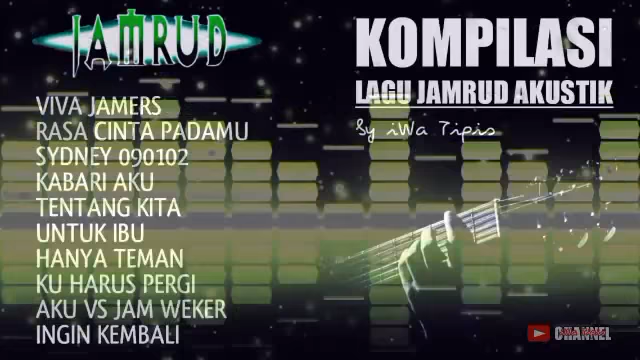 JAMRUD
KOMPILASI
LAGU JAMRUD AKUSTIK
By iWa Tipis
VIVA JAMERS
RASA CINTA PADAMU
SYDNEY 090102
KABARI AKU
TENTANG KITA
UNTUK IBU
HANYA TEMAN
KU HARUS PERGI
AKU VS JAM WEKER
INGIN KEMBALI
CHANNEL